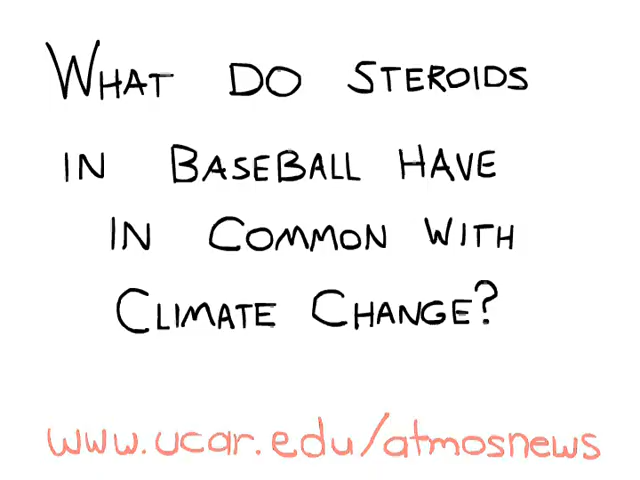 WHAT DO STEROIDS
IN BASEBALL HAVE
IN COMMON WITH
CLIMATE CHANGE?
www.ucar.edu/atmosnews